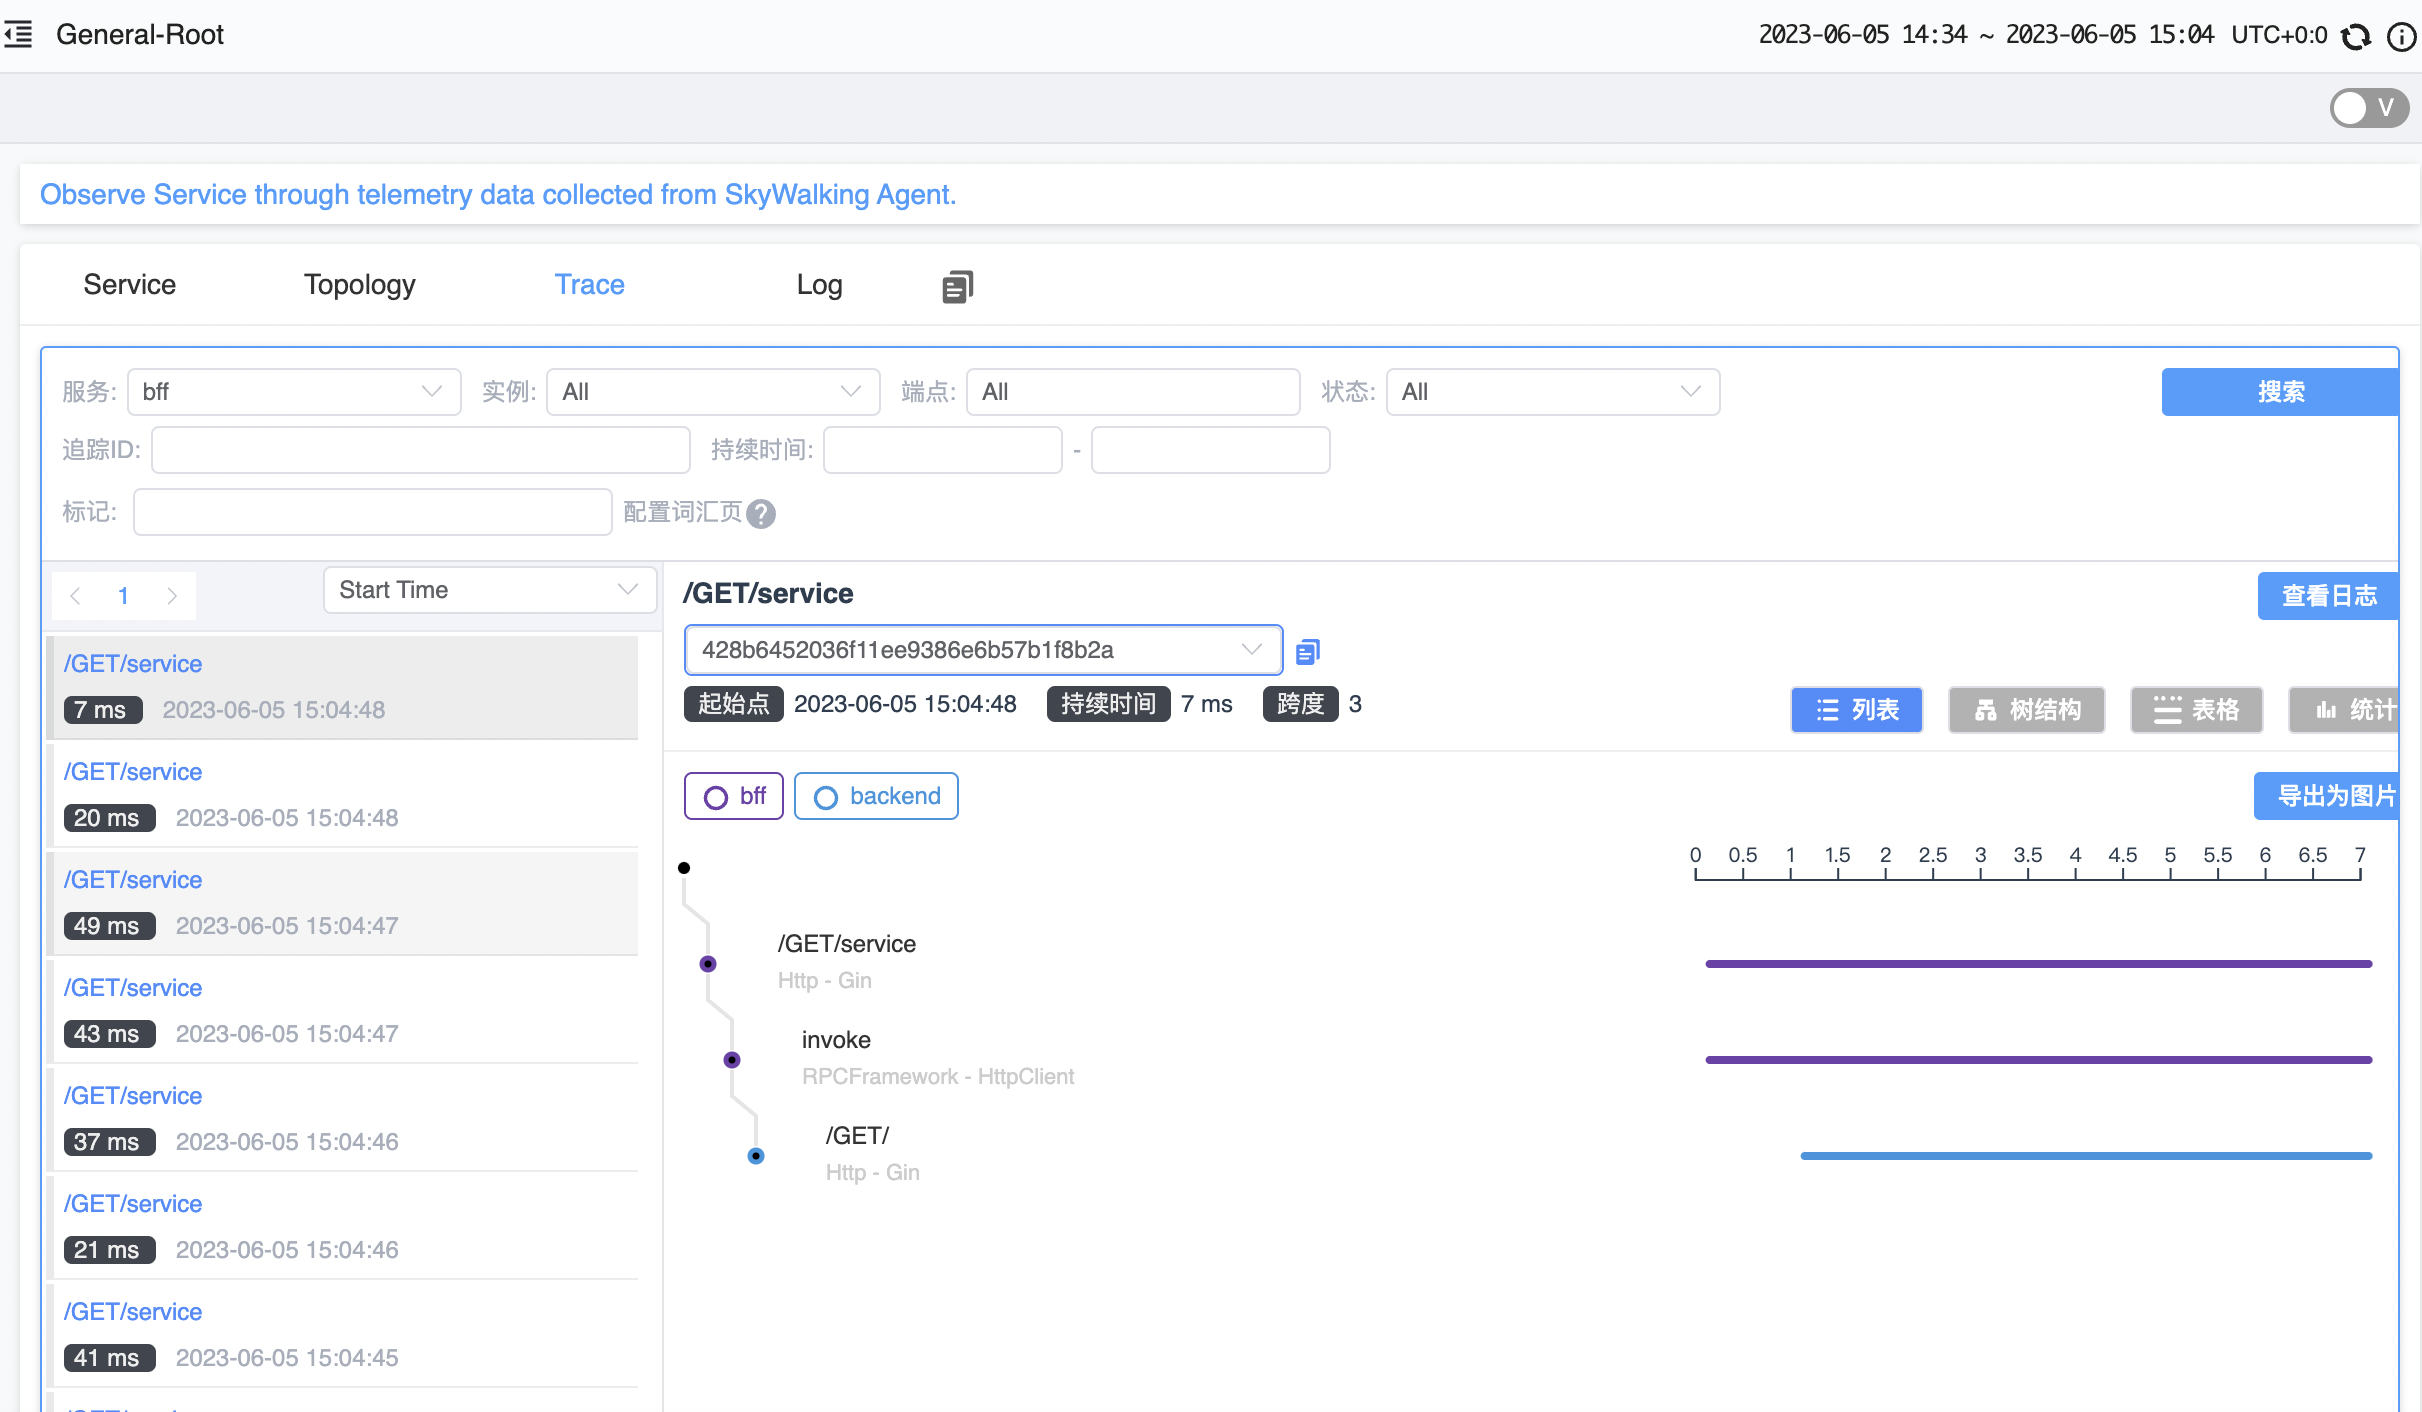 General-Root
2023-06-05 14:34 ~ 2023-06-05 15:04 UTC+0:0
V
Observe Service through telemetry data collected from SkyWalking Agent.
Service Topology Trace Log
服务: bff 实例: All 端点: All 状态: All 搜索
追踪ID: 持续时间: -
标记: 配置词汇页 ?
1 Start Time
/GET/service
7 ms 2023-06-05 15:04:48
/GET/service
20 ms 2023-06-05 15:04:48
/GET/service
49 ms 2023-06-05 15:04:47
/GET/service
43 ms 2023-06-05 15:04:47
/GET/service
37 ms 2023-06-05 15:04:46
/GET/service
21 ms 2023-06-05 15:04:46
/GET/service
41 ms 2023-06-05 15:04:45
/GET/service 查看日志
428b6452036f11ee9386e6b57b1f8b2a
起始点 2023-06-05 15:04:48 持续时间 7 ms 跨度 3
列表 树结构 表格 统计
bff backend 导出为图片
0 0.5 1 1.5 2 2.5 3 3.5 4 4.5 5 5.5 6 6.5 7
/GET/service
Http - Gin
invoke
RPCFramework - HttpClient
/GET/
Http - Gin